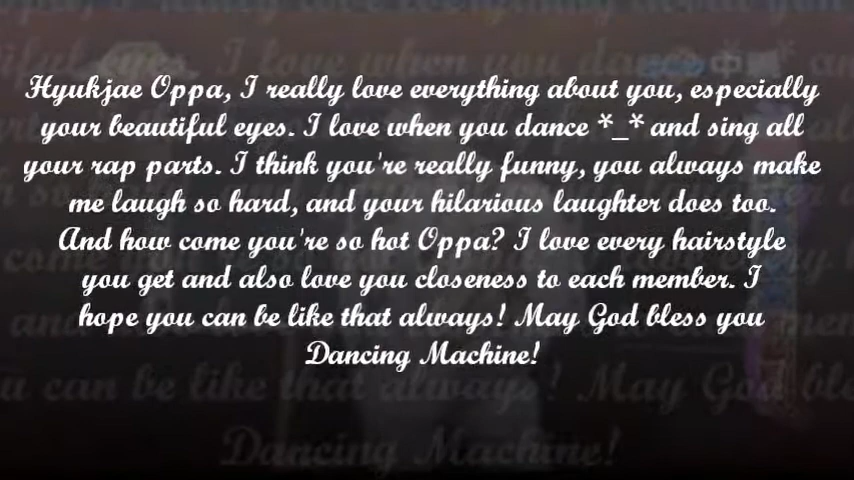 Hyukjae Oppa, I really love everything about you, especially
your beautiful eyes. I love when you dance *_* and sing all
your rap parts. I think you're really funny, you always make
me laugh so hard, and your hilarious laughter does too.
And how come you're so hot Oppa? I love every hairstyle
you get and also love you closeness to each member. I
hope you can be like that always! May God bless you
Dancing Machine!